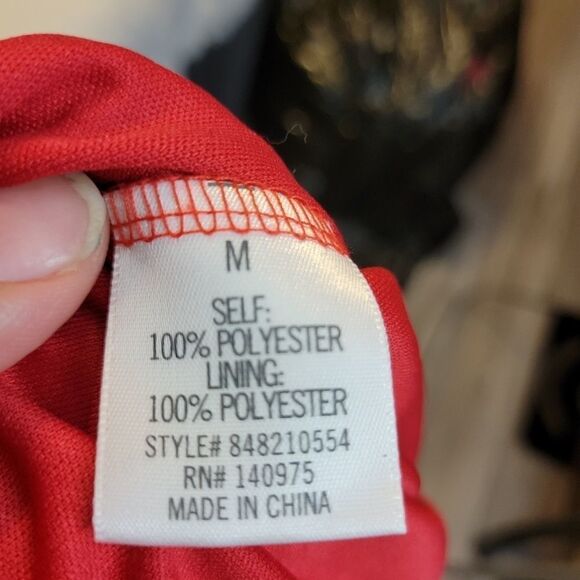 M
SELF:
100% POLYESTER
LINING:
100% POLYESTER
STYLE# 848210554
RN# 140975
MADE IN CHINA